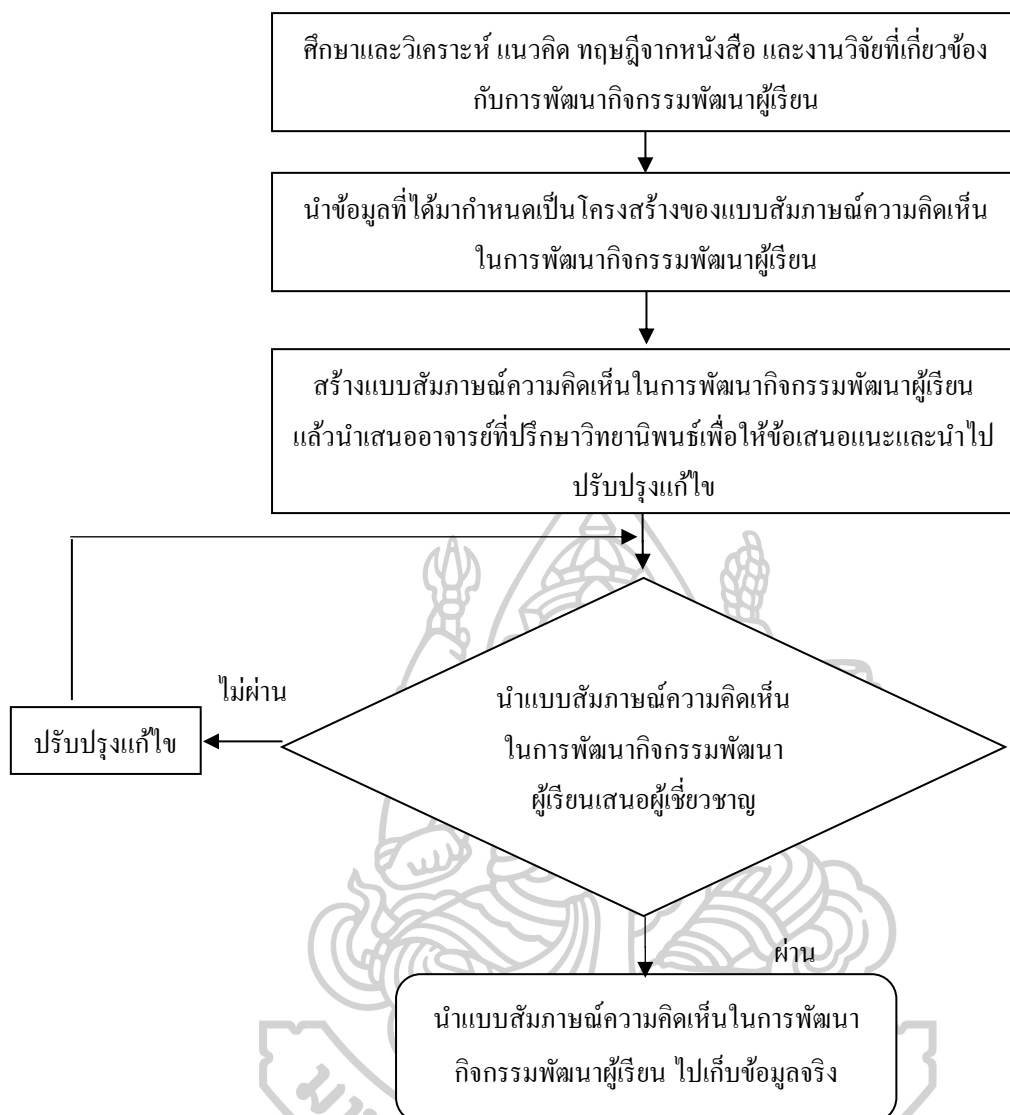 ศึกษาและวิเคราะห์ แนวคิด ทฤษฎีจากหนังสือ และงานวิจัยที่เกี่ยวข้อง
กับการพัฒนากิจกรรมพัฒนาผู้เรียน
นำข้อมูลที่ได้มากำหนดเป็นโครงสร้างของแบบสัมภาษณ์ความคิดเห็น
ในการพัฒนากิจกรรมพัฒนาผู้เรียน
สร้างแบบสัมภาษณ์ความคิดเห็นในการพัฒนากิจกรรมพัฒนาผู้เรียน
แล้วนำเสนออาจารย์ที่ปรึกษาวิทยานิพนธ์เพื่อให้ข้อเสนอแนะและนำไป
ปรับปรุงแก้ไข
ไม่ผ่าน
ปรับปรุงแก้ไข
นำแบบสัมภาษณ์ความคิดเห็น
ในการพัฒนากิจกรรมพัฒนา
ผู้เรียนเสนอผู้เชี่ยวชาญ
ผ่าน
นำแบบสัมภาษณ์ความคิดเห็นในการพัฒนา
กิจกรรมพัฒนาผู้เรียน ไปเก็บข้อมูลจริง